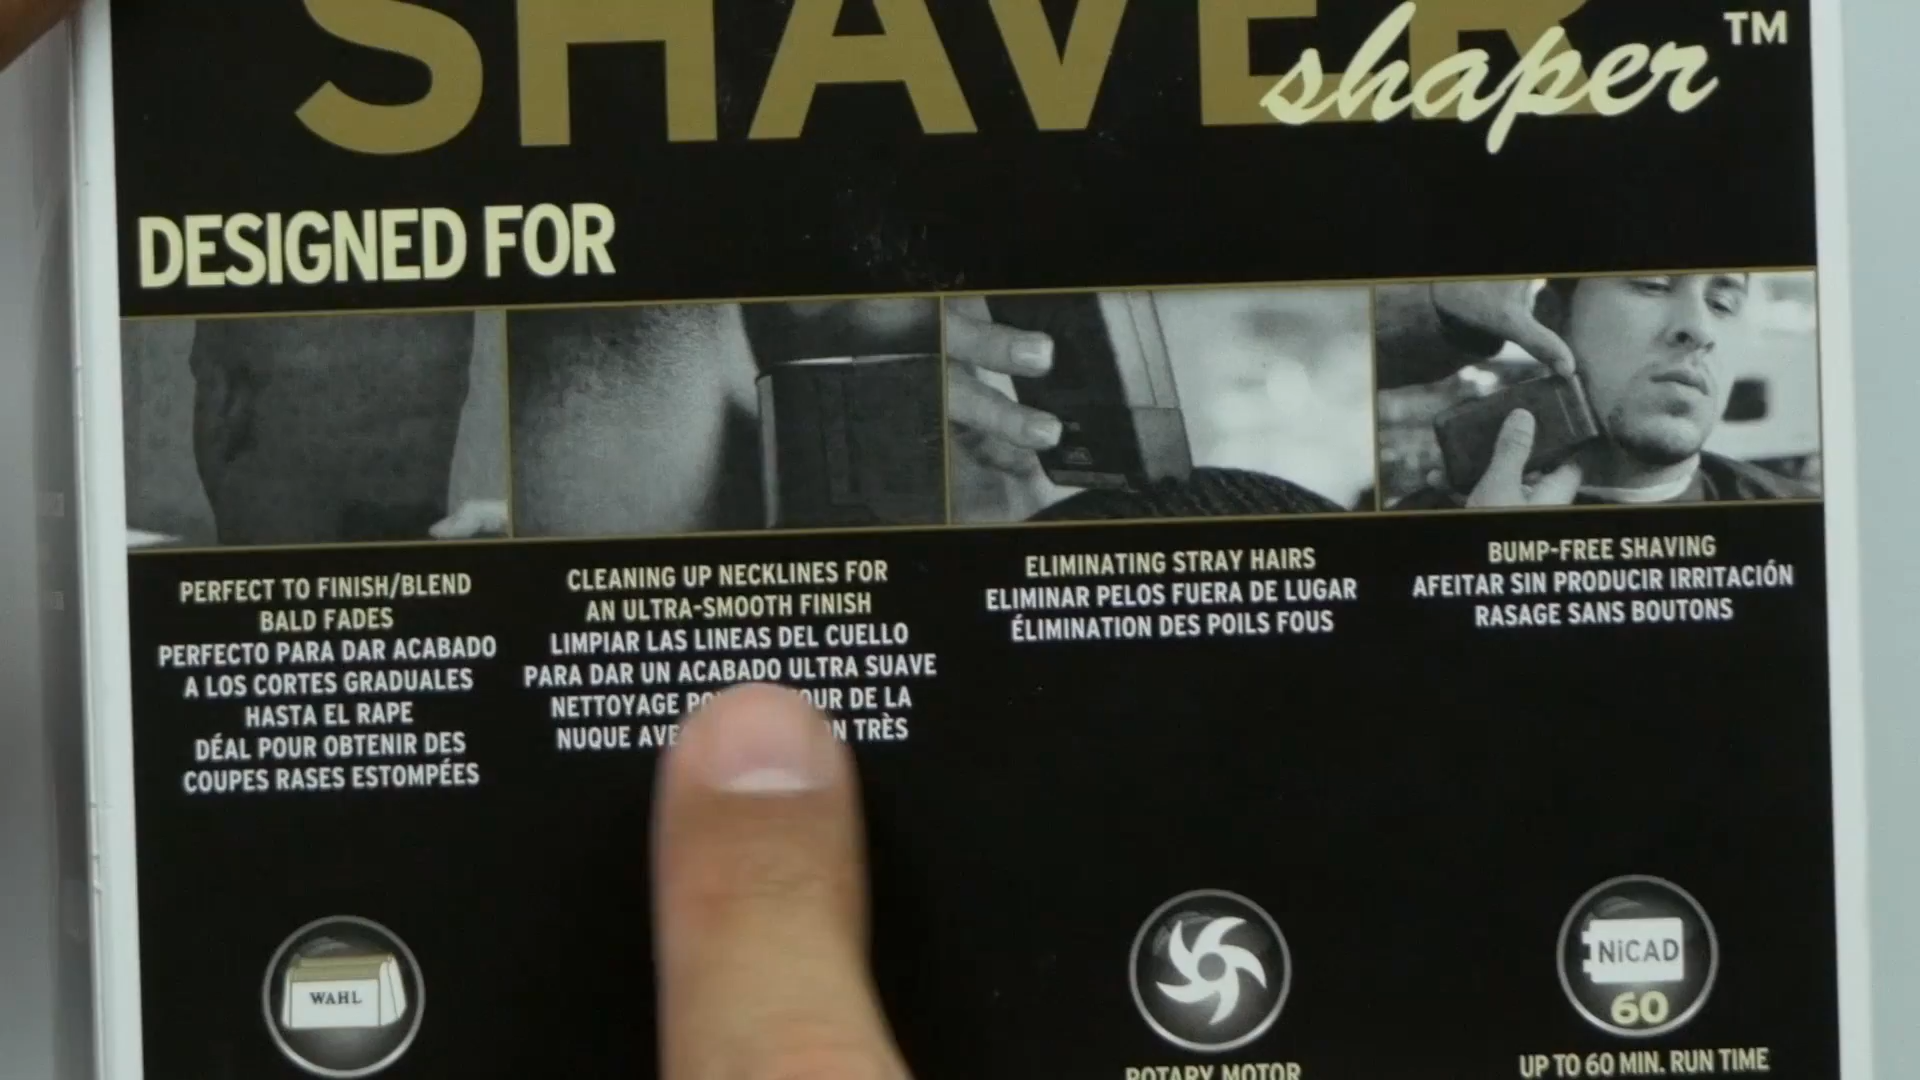 SHAVER
shaper™
DESIGNED FOR
PERFECT TO FINISH/BLEND
BALD FADES
PERFECTO PARA DAR ACABADO
A LOS CORTES GRADUALES
HASTA EL RAPE
DÉAL POUR OBTENIR DES
COUPES RASES ESTOMPÉES
CLEANING UP NECKLINES FOR
AN ULTRA-SMOOTH FINISH
LIMPIAR LAS LINEAS DEL CUELLO
PARA DAR UN ACABADO ULTRA SUAVE
NETTOYAGE DE LA
NUQUE TRÈS
ELIMINATING STRAY HAIRS
ELIMINAR PELOS FUERA DE LUGAR
ÉLIMINATION DES POILS FOUS
BUMP-FREE SHAVING
AFEITAR SIN PRODUCIR IRRITACIÓN
RASAGE SANS BOUTONS
WAHL
NiCAD
60
ROTARY MOTOR
UP TO 60 MIN. RUN TIME